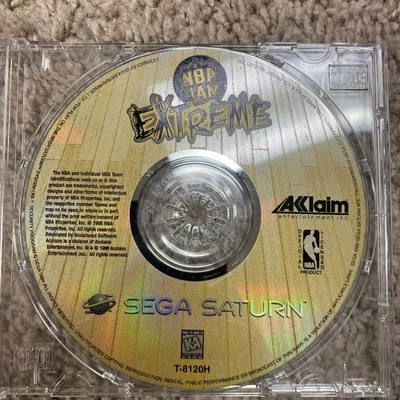 NBA
JAM
EXTREME
The NBA and individual NBA Team
identifications used on or in this
product are trademarks, copyrighted
designs and other forms of intellectual
property of NBA Properties, Inc. and
the respective member Teams and
may not be used, in whole or in part,
without the prior written consent of
NBA Properties, Inc. © 1996 NBA
Properties, Inc. All rights reserved.
Developed by Sculptured Software.
Acclaim is a division of Acclaim
Entertainment Inc. ® & © 1996 Acclaim
Entertainment Inc. All rights reserved.
AKlaim
entertainment inc.
OFFICIAL
LICENSED
NBA
PRODUCT
SEGA SATURN
T-8120H